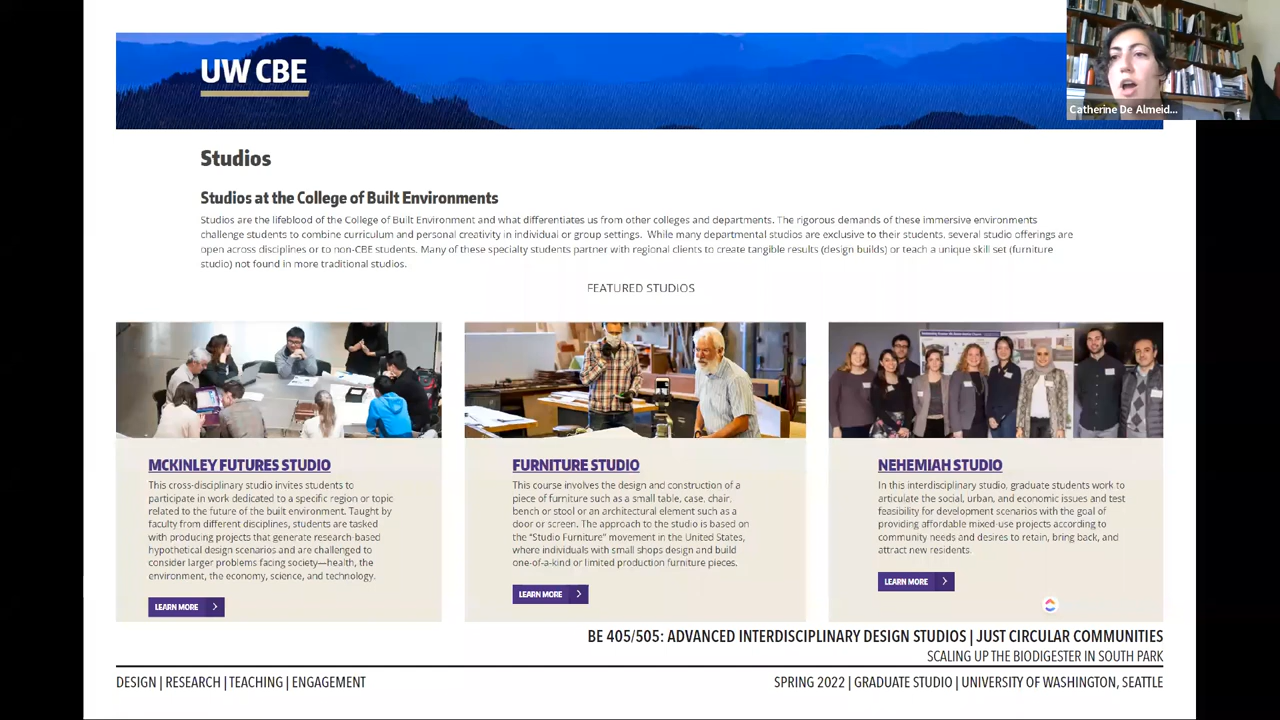 UW CBE
Catherine De Almeid...
Studios
Studios at the College of Built Environments
Studios are the lifeblood of the College of Built Environment and what differentiates us from other colleges and departments. The rigorous demands of these immersive environments
challenge students to combine curriculum and personal creativity in individual or group settings. While many departmental studios are exclusive to their students, several studio offerings are
open across disciplines or to non-CBE students. Many of these specialty students partner with regional clients to create tangible results (design builds) or teach a unique skill set (furniture
studio) not found in more traditional studios.
FEATURED STUDIOS
MCKINLEY FUTURES STUDIO
This cross-disciplinary studio invites students to
participate in work dedicated to a specific region or topic
related to the future of the built environment. Taught by
faculty from different disciplines, students are tasked
with producing projects that generate research-based
hypothetical design scenarios and are challenged to
consider larger problems facing society—health, the
environment, the economy, science, and technology.
LEARN MORE
FURNITURE STUDIO
This course involves the design and construction of a
piece of furniture such as a small table, case, chair,
bench or stool or an architectural element such as a
door or screen. The approach to the studio is based on
the "Studio Furniture" movement in the United States,
where individuals with small shops design and build
one-of-a-kind or limited production furniture pieces.
LEARN MORE
NEHEMIAH STUDIO
In this interdisciplinary studio, graduate students work to
articulate the social, urban, and economic issues and test
feasibility for development scenarios with the goal of
providing affordable mixed-use projects according to
community needs and desires to retain, bring back, and
attract new residents.
LEARN MORE
BE 405/505: ADVANCED INTERDISCIPLINARY DESIGN STUDIOS | JUST CIRCULAR COMMUNITIES
SCALING UP THE BIODIGESTER IN SOUTH PARK
DESIGN | RESEARCH | TEACHING | ENGAGEMENT
SPRING 2022 | GRADUATE STUDIO | UNIVERSITY OF WASHINGTON, SEATTLE